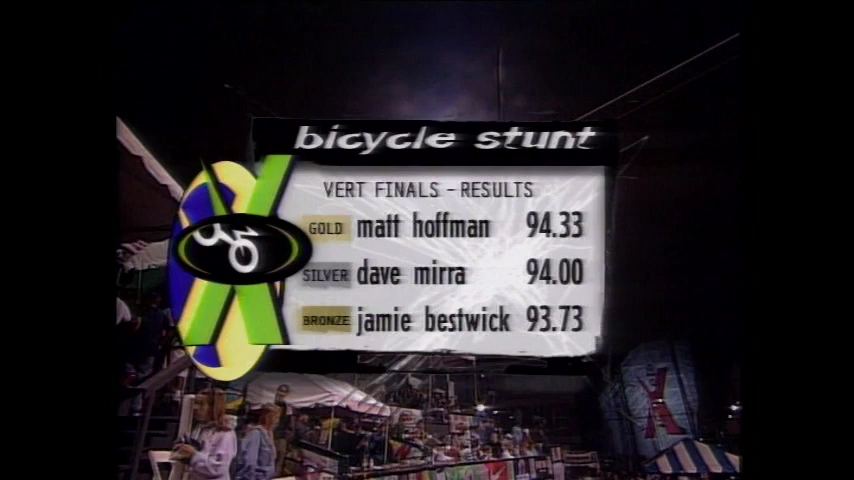 bicycle stunt
VERT FINALS - RESULTS
GOLD matt hoffman 94.33
SILVER dave mirra 94.00
BRONZE jamie bestwick 93.73
X